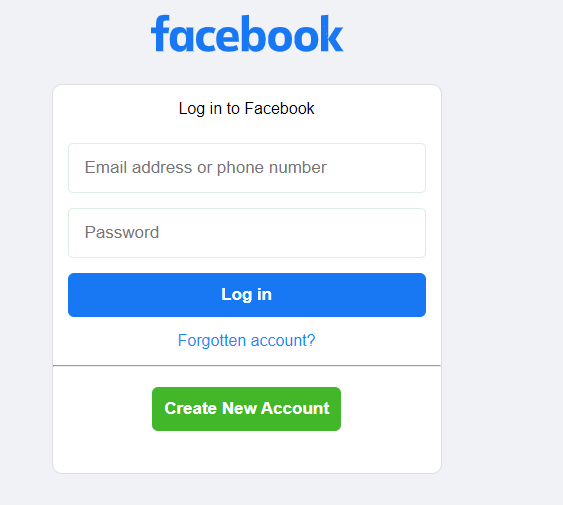 facebook
Log in to Facebook
Email address or phone number
Password
Log in
Forgotten account?
Create New Account